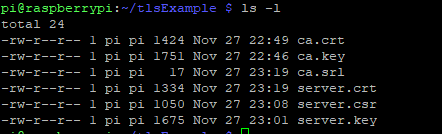 pi@raspberrypi:~/tlsExample $ ls -l
total 24
-rw-r--r-- 1 pi pi 1424 Nov 27 22:49 ca.crt
-rw-r--r-- 1 pi pi 1751 Nov 27 22:46 ca.key
-rw-r--r-- 1 pi pi   17 Nov 27 23:19 ca.srl
-rw-r--r-- 1 pi pi 1334 Nov 27 23:19 server.crt
-rw-r--r-- 1 pi pi 1050 Nov 27 23:08 server.csr
-rw-r--r-- 1 pi pi 1675 Nov 27 23:01 server.key